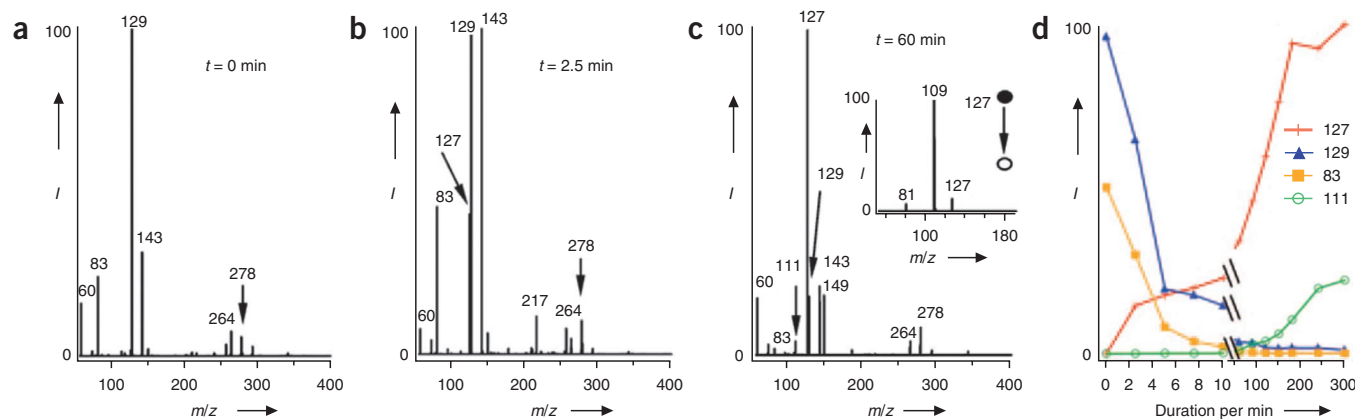 a
100
129
t = 0 min
143
83
60
278
264
I
0
100 200 300 400
m/z
b
100
129
143
t = 2.5 min
127
83
278
217
264
60
I
0
100 200 300 400
m/z
c
100
127
t = 60 min
129
143
149
111
60
83
278
264
I
0
100 200 300 400
m/z
100
109
127
81
127
I
0
100 180
m/z
d
100
127
129
83
111
I
0
0 2 4 6 8 10 100 200 300
Duration per min